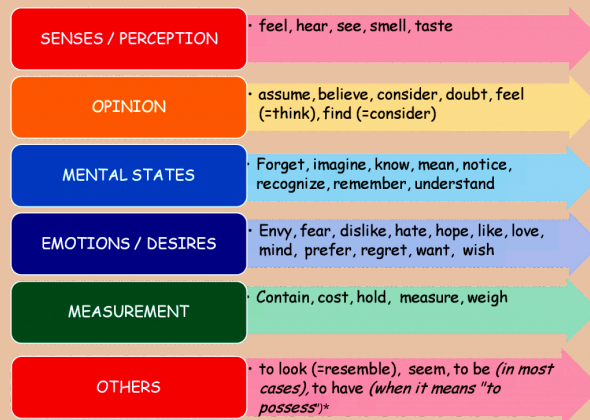 SENSES / PERCEPTION
• feel, hear, see, smell, taste
OPINION
• assume, believe, consider, doubt, feel
(=think), find (=consider)
MENTAL STATES
• Forget, imagine, know, mean, notice,
recognize, remember, understand
EMOTIONS / DESIRES
• Envy, fear, dislike, hate, hope, like, love,
mind, prefer, regret, want, wish
MEASUREMENT
• Contain, cost, hold, measure, weigh
OTHERS
• to look (=resemble), seem, to be (in most
cases), to have (when it means "to
possess")*